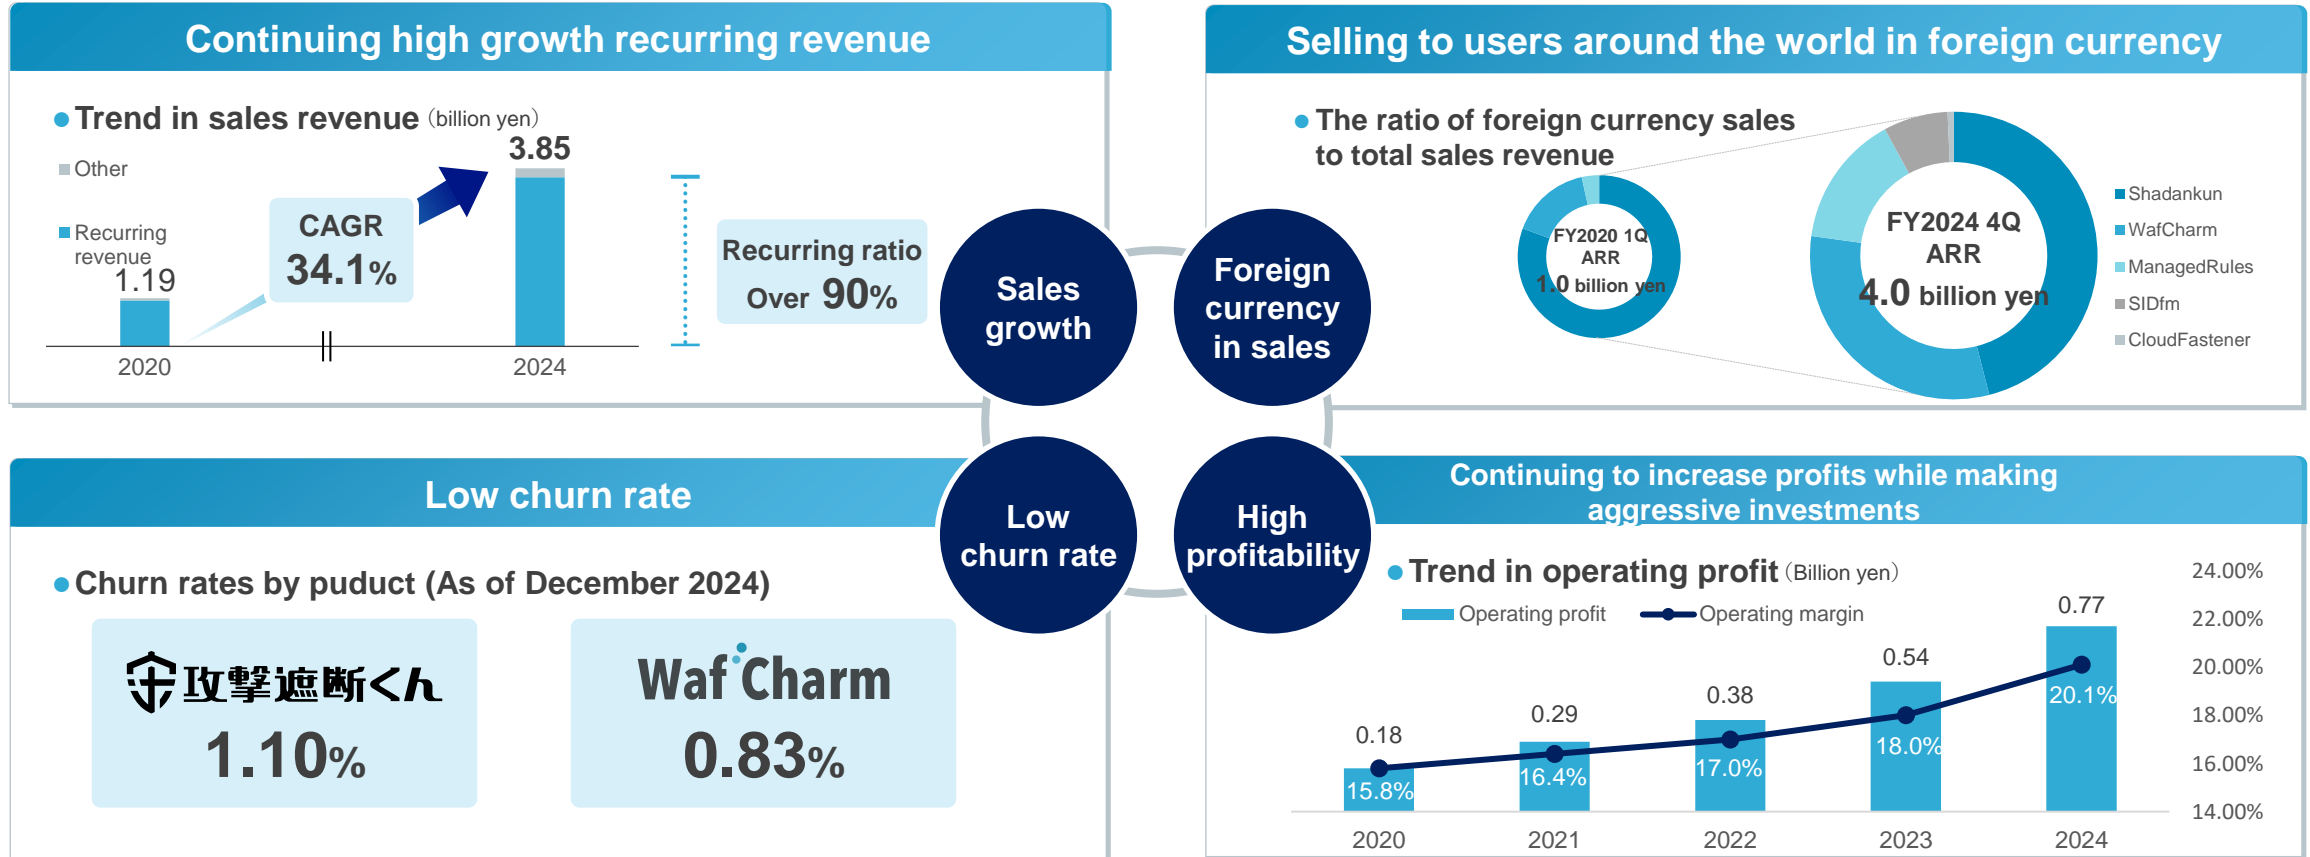 Continuing high growth recurring revenue
● Trend in sales revenue（billion yen）
Other
Recurring
revenue
1.19
CAGR
34.1%
3.85
2020
2024
Recurring ratio
Over 90%
Selling to users around the world in foreign currency
● The ratio of foreign currency sales
to total sales revenue
FY2020 1Q
ARR
1.0 billion yen
FY2024 4Q
ARR
4.0 billion yen
Shadankun
WafCharm
ManagedRules
SIDfm
CloudFastener
Sales
growth
Foreign
currency
in sales
Low
churn rate
High
profitability
Low churn rate
● Churn rates by puduct (As of December 2024)
攻撃遮断くん
1.10%
WafCharm
0.83%
Continuing to increase profits while making
aggressive investments
● Trend in operating profit（Billion yen）
Operating profit
Operating margin
0.18
0.29
0.38
0.54
0.77
15.8%
16.4%
17.0%
18.0%
20.1%
24.00%
22.00%
20.00%
18.00%
16.00%
14.00%
2020
2021
2022
2023
2024